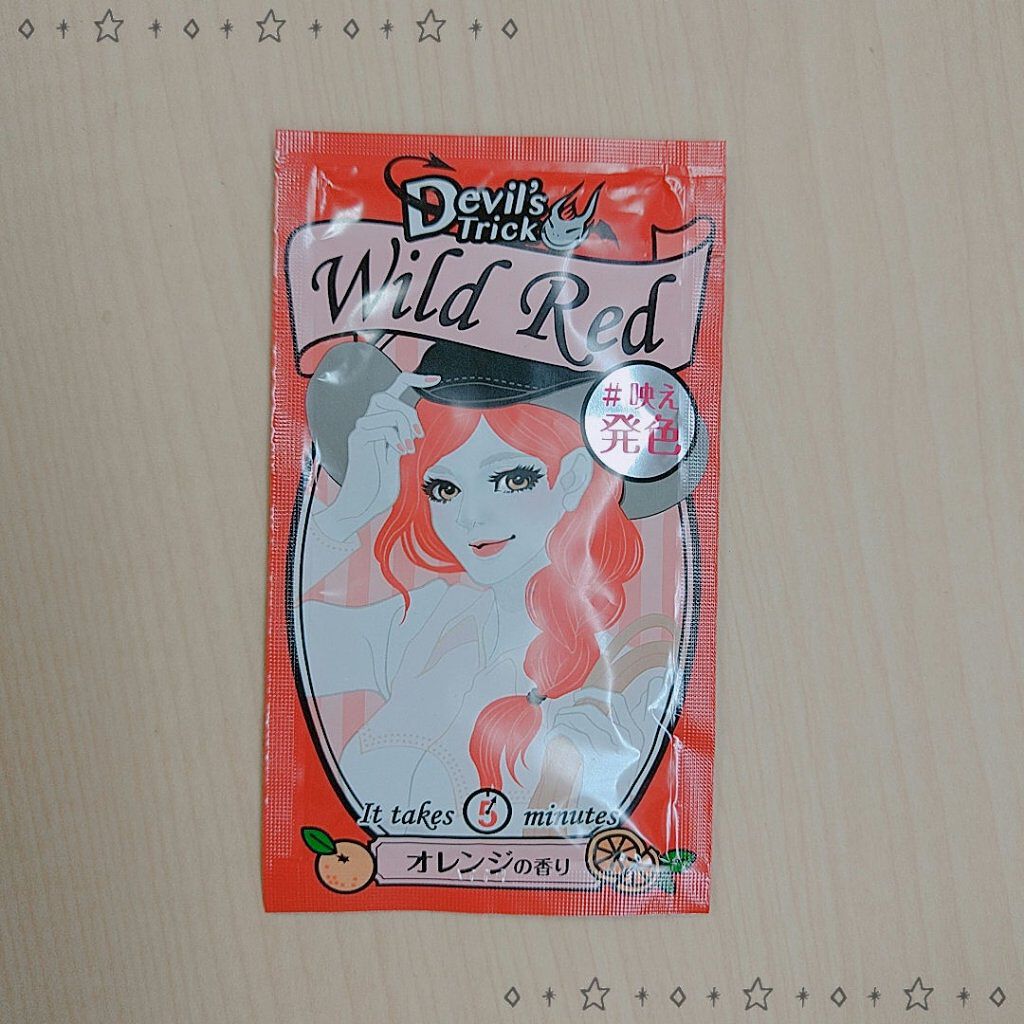 Devil's
Trick
Wild Red
#映え
発色
It takes 5 minutes
オレンジの香り